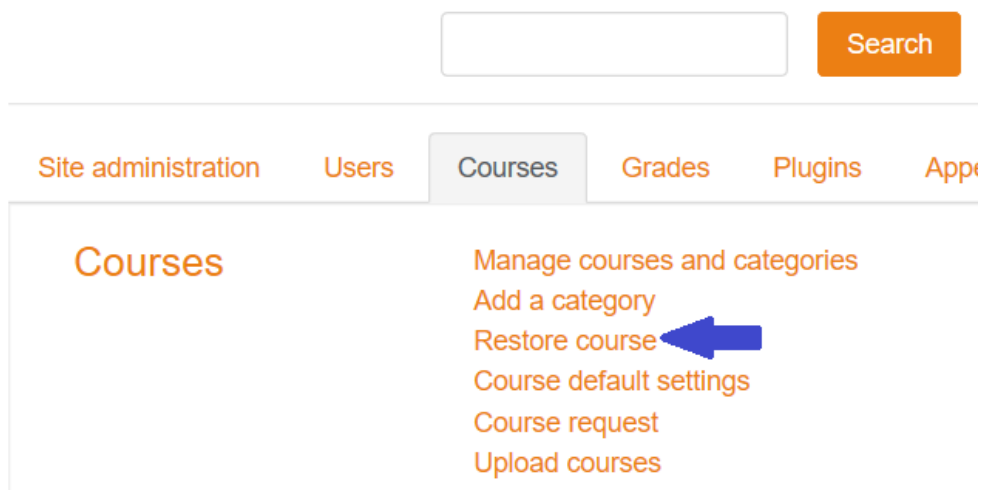 Search
Site administration Users Courses Grades Plugins
Courses
Manage courses and categories
Add a category
Restore course
Course default settings
Course request
Upload courses